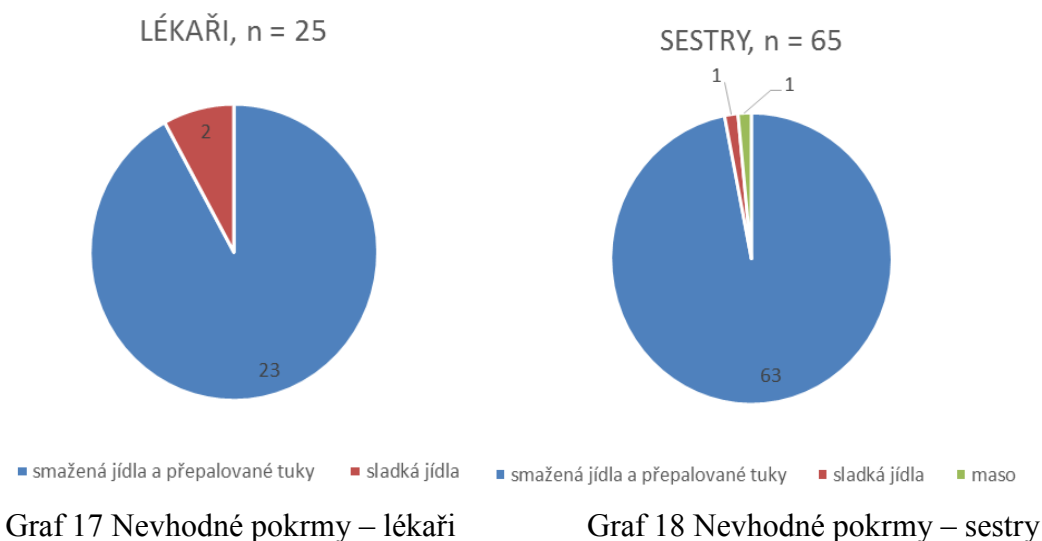 LÉKAŘI, n = 25
2
23
smažená jídla a přepalované tuky sladká jídla
Graf 17 Nevhodné pokrmy – lékaři
SESTRY, n = 65
1 1
63
smažená jídla a přepalované tuky sladká jídla maso
Graf 18 Nevhodné pokrmy – sestry